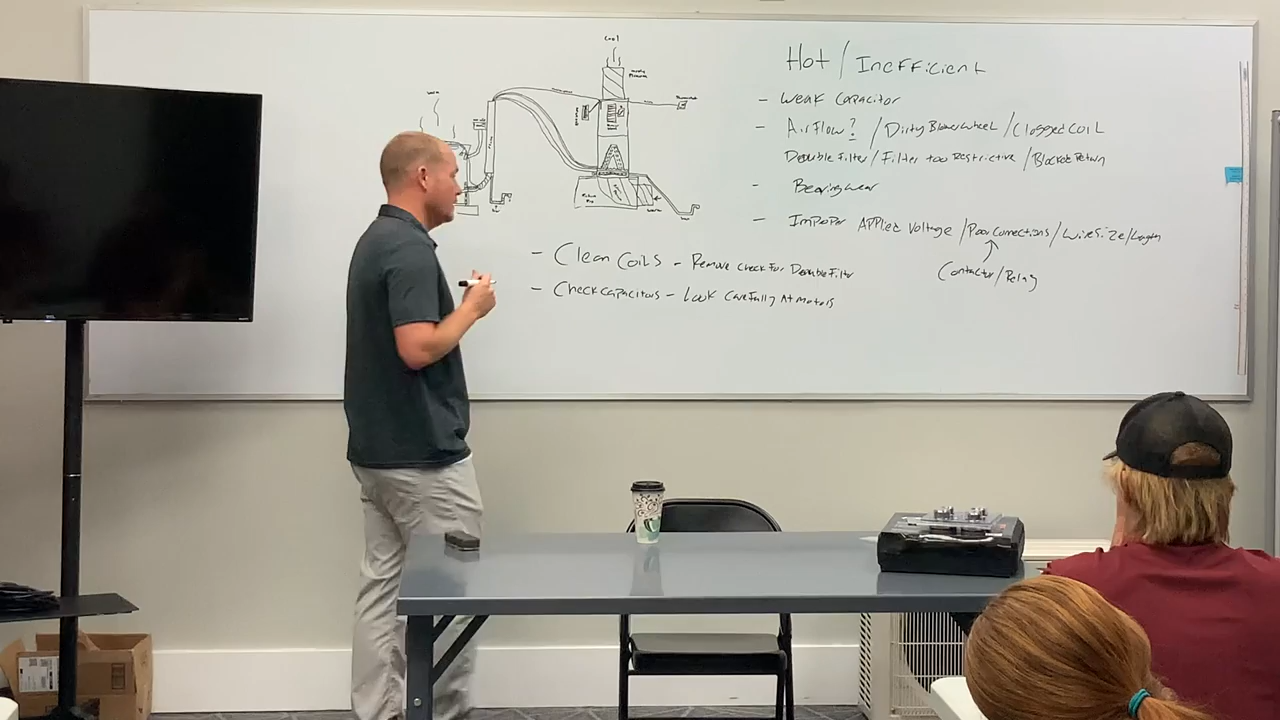 Cool
Hot / Inefficient
- Weak Capacitor
- Airflow? / Dirty Blower Wheel / Clogged Coil
Double Filter / Filter too Restrictive / Blocked Return
- Bearing wear
- Improper Applied Voltage / Poor Connections / Wire Size / Length
Contactor / Relay
- Clean Coils - Remove check for Double Filter
- Check capacitors - Look Carefully At motors